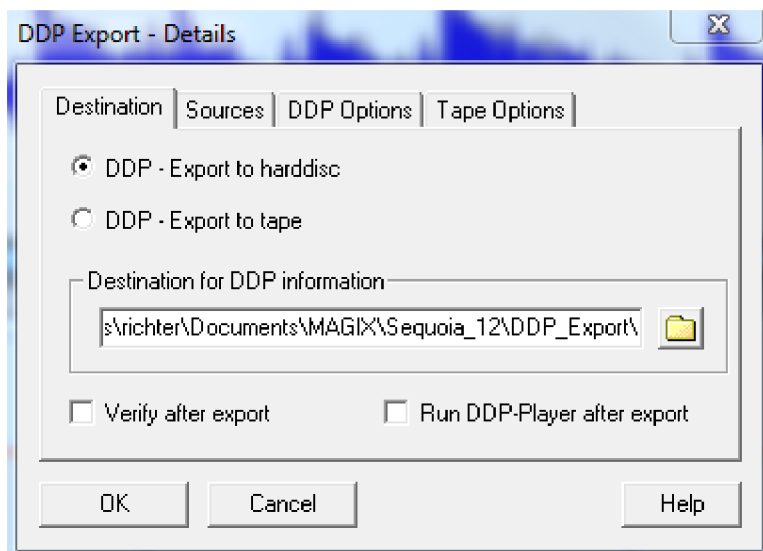 DDP Export - Details
Destination Sources DDP Options Tape Options
DDP - Export to harddisc
DDP - Export to tape
Destination for DDP information
s\richter\Documents\MAGIX\Sequoia_12\DDP_Export\
Verify after export Run DDP-Player after export
OK Cancel Help